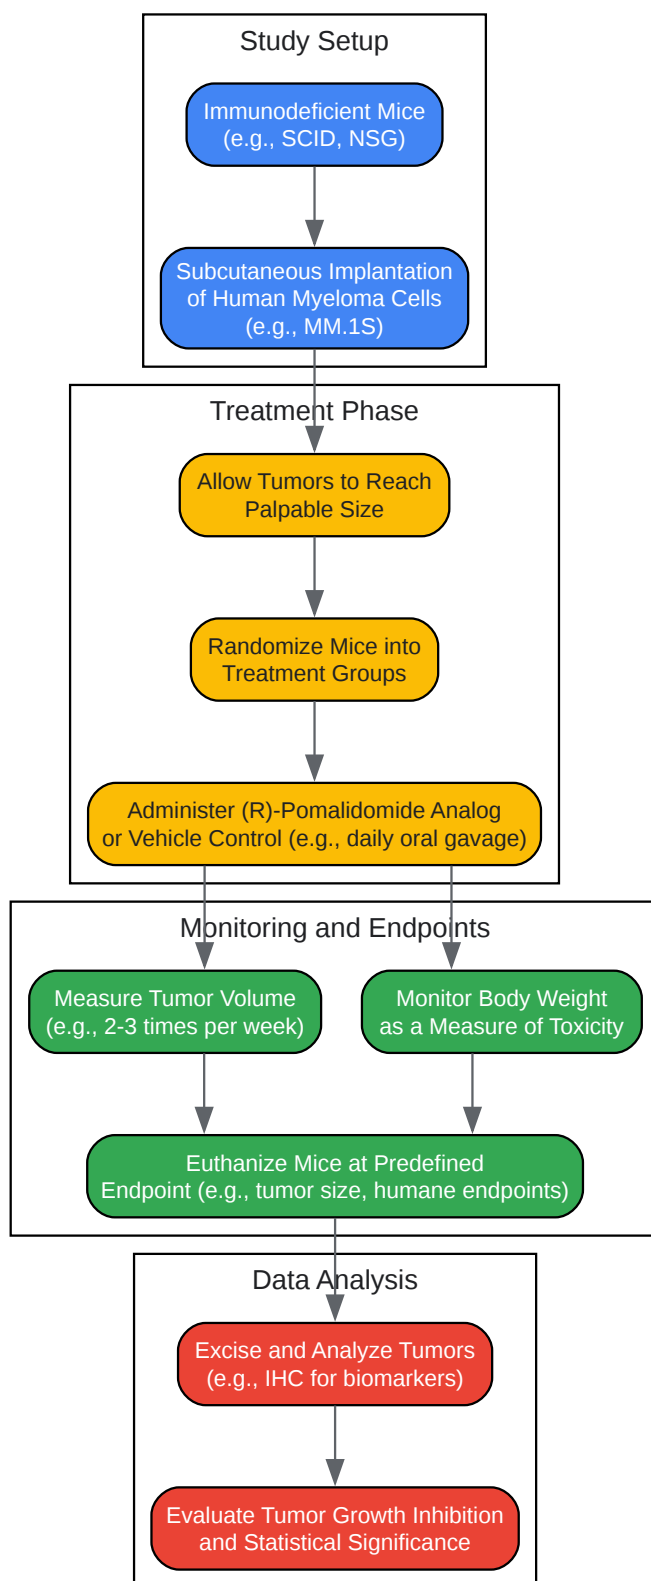 Study Setup
Immunodeficient Mice
(e.g., SCID, NSG)
Subcutaneous Implantation
of Human Myeloma Cells
(e.g., MM.1S)
Treatment Phase
Allow Tumors to Reach
Palpable Size
Randomize Mice into
Treatment Groups
Administer (R)-Pomalidomide Analog
or Vehicle Control (e.g., daily oral gavage)
Monitoring and Endpoints
Measure Tumor Volume
(e.g., 2-3 times per week)
Monitor Body Weight
as a Measure of Toxicity
Euthanize Mice at Predefined
Endpoint (e.g., tumor size, humane endpoints)
Data Analysis
Excise and Analyze Tumors
(e.g., IHC for biomarkers)
Evaluate Tumor Growth Inhibition
and Statistical Significance